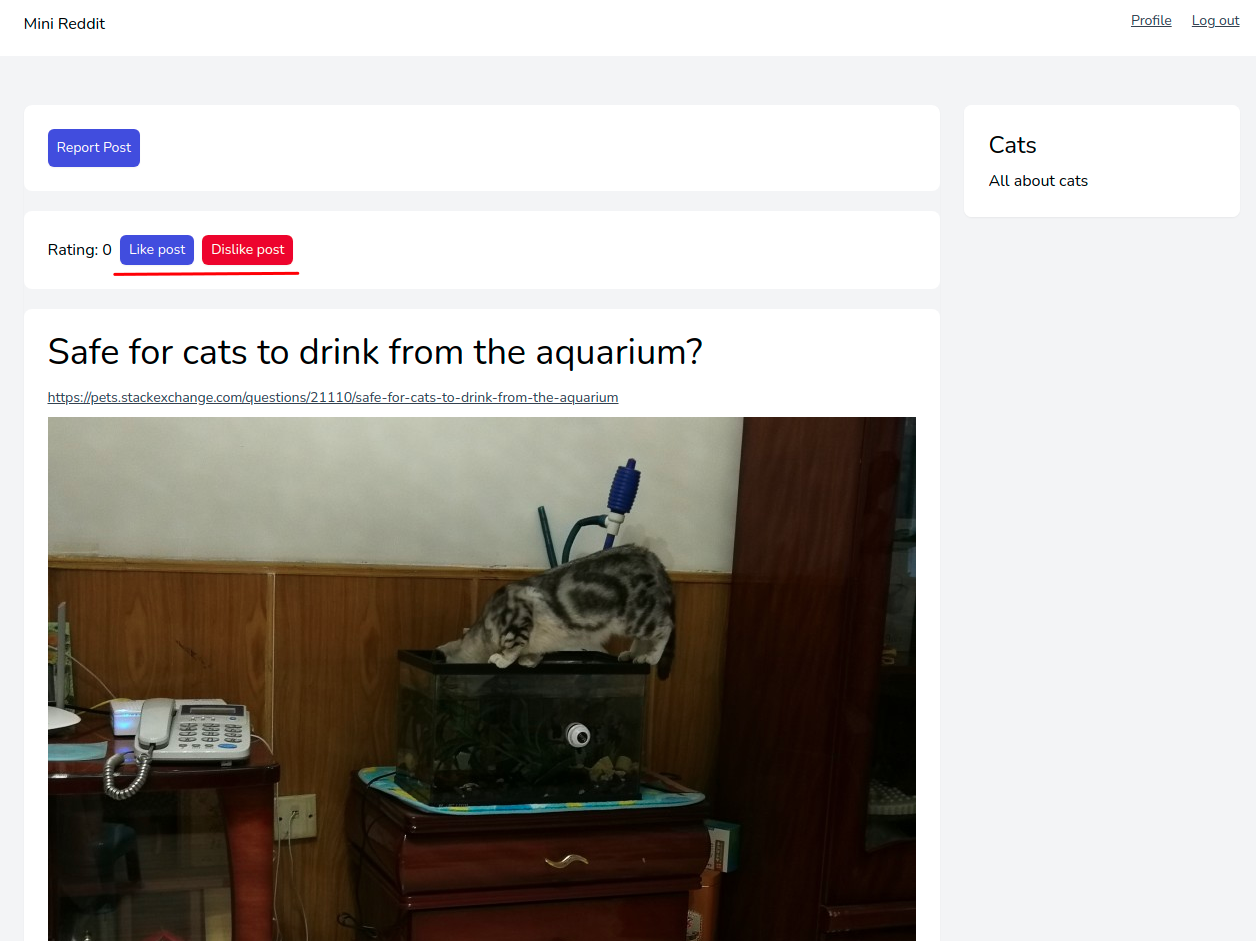 Mini Reddit
Profile Log out
Report Post
Rating: 0 Like post Dislike post
Safe for cats to drink from the aquarium?
https://pets.stackexchange.com/questions/21110/safe-for-cats-to-drink-from-the-aquarium
Cats
All about cats